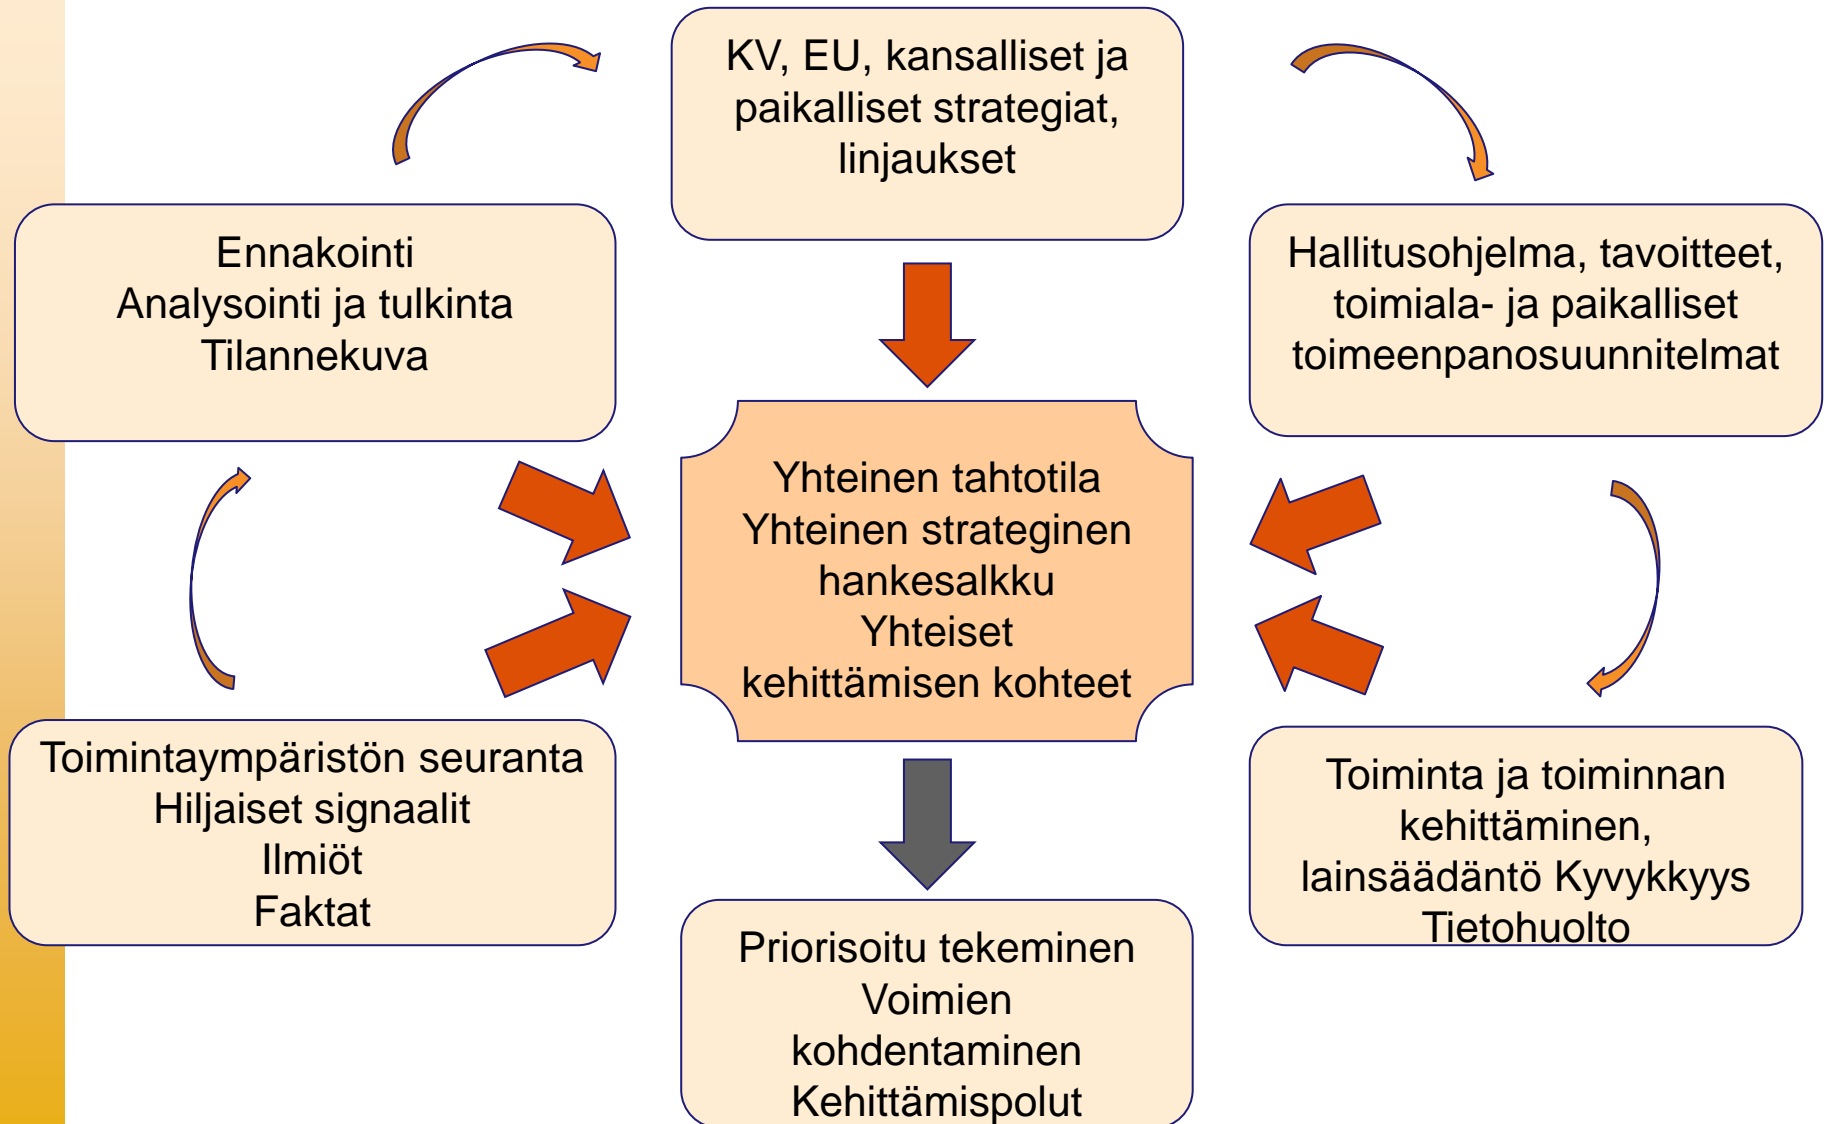 KV, EU, kansalliset ja
paikalliset strategiat,
linjaukset
Ennakointi
Analysointi ja tulkinta
Tilannekuva
Hallitusohjelma, tavoitteet,
toimiala- ja paikalliset
toimeenpanosuunnitelmat
Yhteinen tahtotila
Yhteinen strateginen
hankesalkku
Yhteiset
kehittämisen kohteet
Toimintaympäristön seuranta
Hiljaiset signaalit
Ilmiöt
Faktat
Toiminta ja toiminnan
kehittäminen,
lainsäädäntö Kyvykkyys
Tietohuolto
Priorisoitu tekeminen
Voimien
kohdentaminen
Kehittämispolut